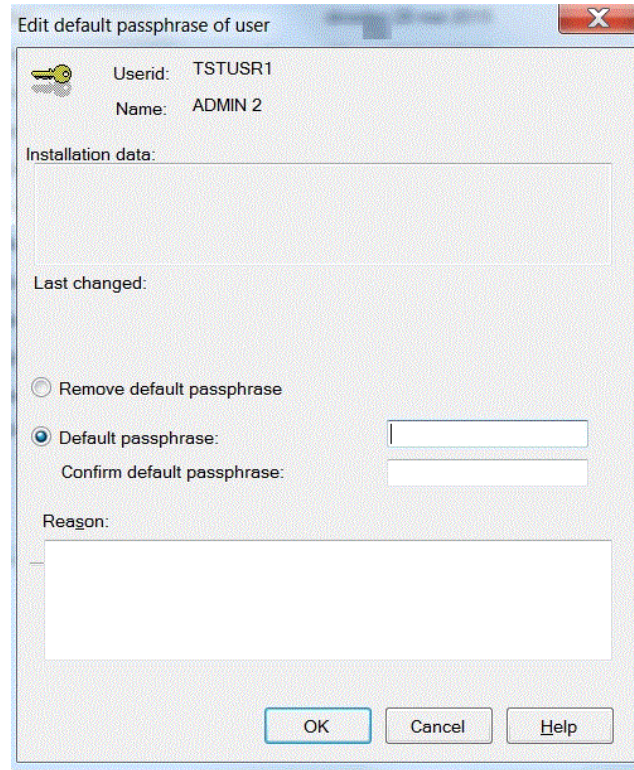 Edit default passphrase of user
Userid: TSTUSR1
Name: ADMIN 2
Installation data:
Last changed:
Remove default passphrase
Default passphrase:
Confirm default passphrase:
Reason:
OK Cancel Help